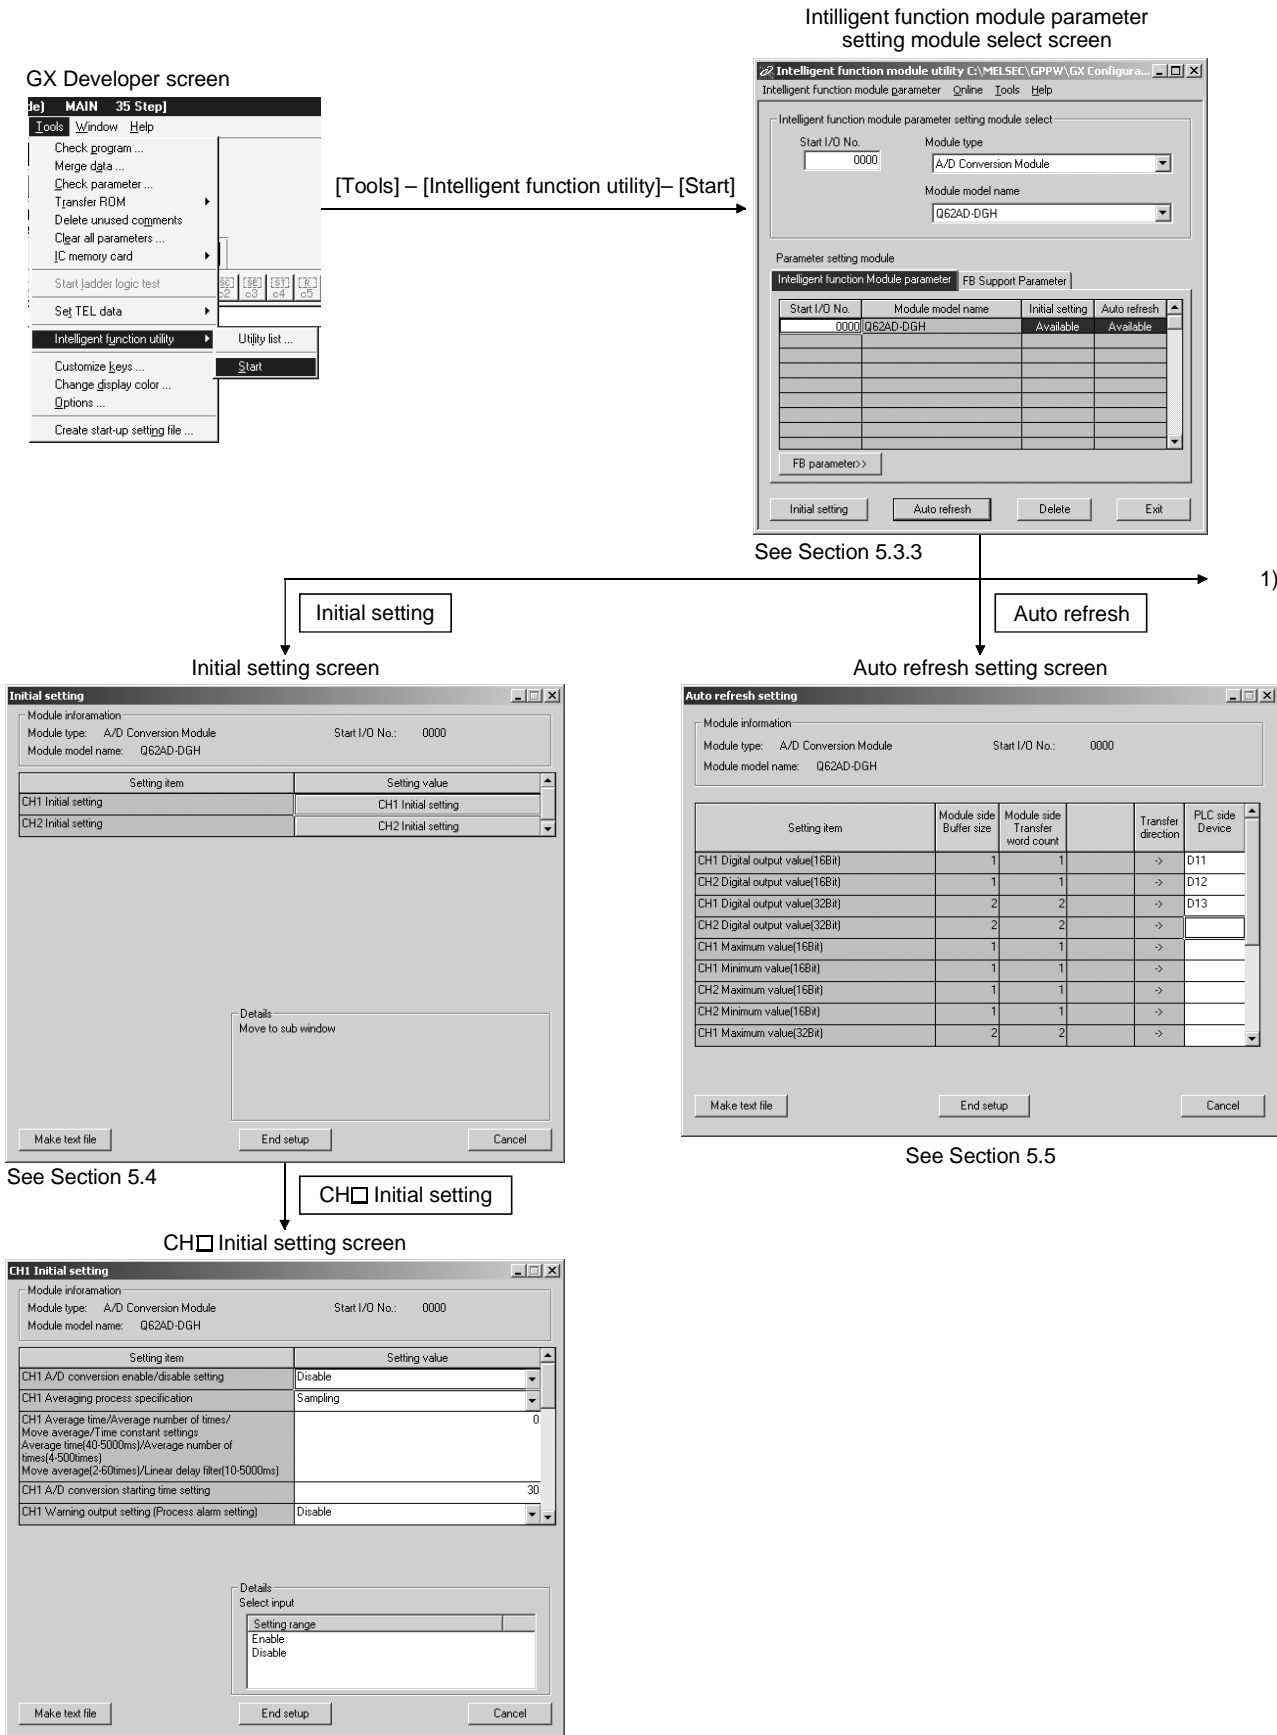 Intilligent function module parameter
setting module select screen
GX Developer screen
de)   MAIN   35 Step]
Tools   Window   Help
Check program ...
Merge data ...
Check parameter ...
Transfer ROM
Delete unused comments
Clear all parameters ...
IC memory card
Start ladder logic test
Set TEL data
Intelligent function utility
Utility list ...
Start
Customize keys ...
Change display color ...
Options ...
Create start-up setting file ...
c3 c4 c5
[Tools] – [Intelligent function utility]– [Start]
Intelligent function module utility C:\MELSEC\GPPW\GX Configura...
Intelligent function module parameter   Online   Tools   Help
Intelligent function module parameter setting module select
Start I/O No.   Module type
0000   A/D Conversion Module
Module model name
Q62AD-DGH
Parameter setting module
Intelligent function Module parameter   FB Support Parameter
Start I/O No.   Module model name   Initial setting   Auto refresh
0000   Q62AD-DGH   Available   Available
FB parameter>>
Initial setting   Auto refresh   Delete   Exit
See Section 5.3.3
1)
Initial setting
Auto refresh
Initial setting screen
Initial setting
Module inforamation
Module type:   A/D Conversion Module   Start I/O No.:   0000
Module model name:   Q62AD-DGH
Setting item   Setting value
CH1 Initial setting   CH1 Initial setting
CH2 Initial setting   CH2 Initial setting
Details
Move to sub window
Make text file   End setup   Cancel
See Section 5.4
Auto refresh setting screen
Auto refresh setting
Module information
Module type:   A/D Conversion Module   Start I/O No.:   0000
Module model name:   Q62AD-DGH
Setting item   Module side Buffer size   Module side Transfer word count   Transfer direction   PLC side Device
CH1 Digital output value(16Bit)   1   1   ->   D11
CH2 Digital output value(16Bit)   1   1   ->   D12
CH1 Digital output value(32Bit)   2   2   ->   D13
CH2 Digital output value(32Bit)   2   2   ->
CH1 Maximum value(16Bit)   1   1   ->
CH1 Minimum value(16Bit)   1   1   ->
CH2 Maximum value(16Bit)   1   1   ->
CH2 Minimum value(16Bit)   1   1   ->
CH1 Maximum value(32Bit)   2   2   ->
Make text file   End setup   Cancel
See Section 5.5
CH□ Initial setting
CH□ Initial setting screen
CH1 Initial setting
Module inforamation
Module type:   A/D Conversion Module   Start I/O No.:   0000
Module model name:   Q62AD-DGH
Setting item   Setting value
CH1 A/D conversion enable/disable setting   Disable
CH1 Averaging process specification   Sampling
CH1 Average time/Average number of times/   0
Move average/Time constant settings
Average time(40-5000ms)/Average number of
times(4-500times)
Move average(2-60times)/Linear delay filter(10-5000ms)
CH1 A/D conversion starting time setting   30
CH1 Warning output setting (Process alarm setting)   Disable
Details
Select input
Setting range
Enable
Disable
Make text file   End setup   Cancel